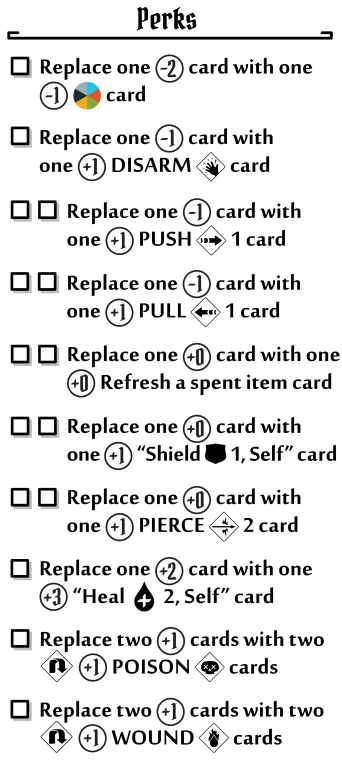 Perks
Replace one -2 card with one
-1 card
Replace one -1 card with
one +1 DISARM card
Replace one -1 card with
one +1 PUSH 1 card
Replace one -1 card with
one +1 PULL 1 card
Replace one +0 card with one
+0 Refresh a spent item card
Replace one +0 card with
one +1 “Shield 1, Self” card
Replace one +0 card with
one +1 PIERCE 2 card
Replace one +2 card with one
+3 “Heal 2, Self” card
Replace two +1 cards with two
+1 POISON cards
Replace two +1 cards with two
+1 WOUND cards